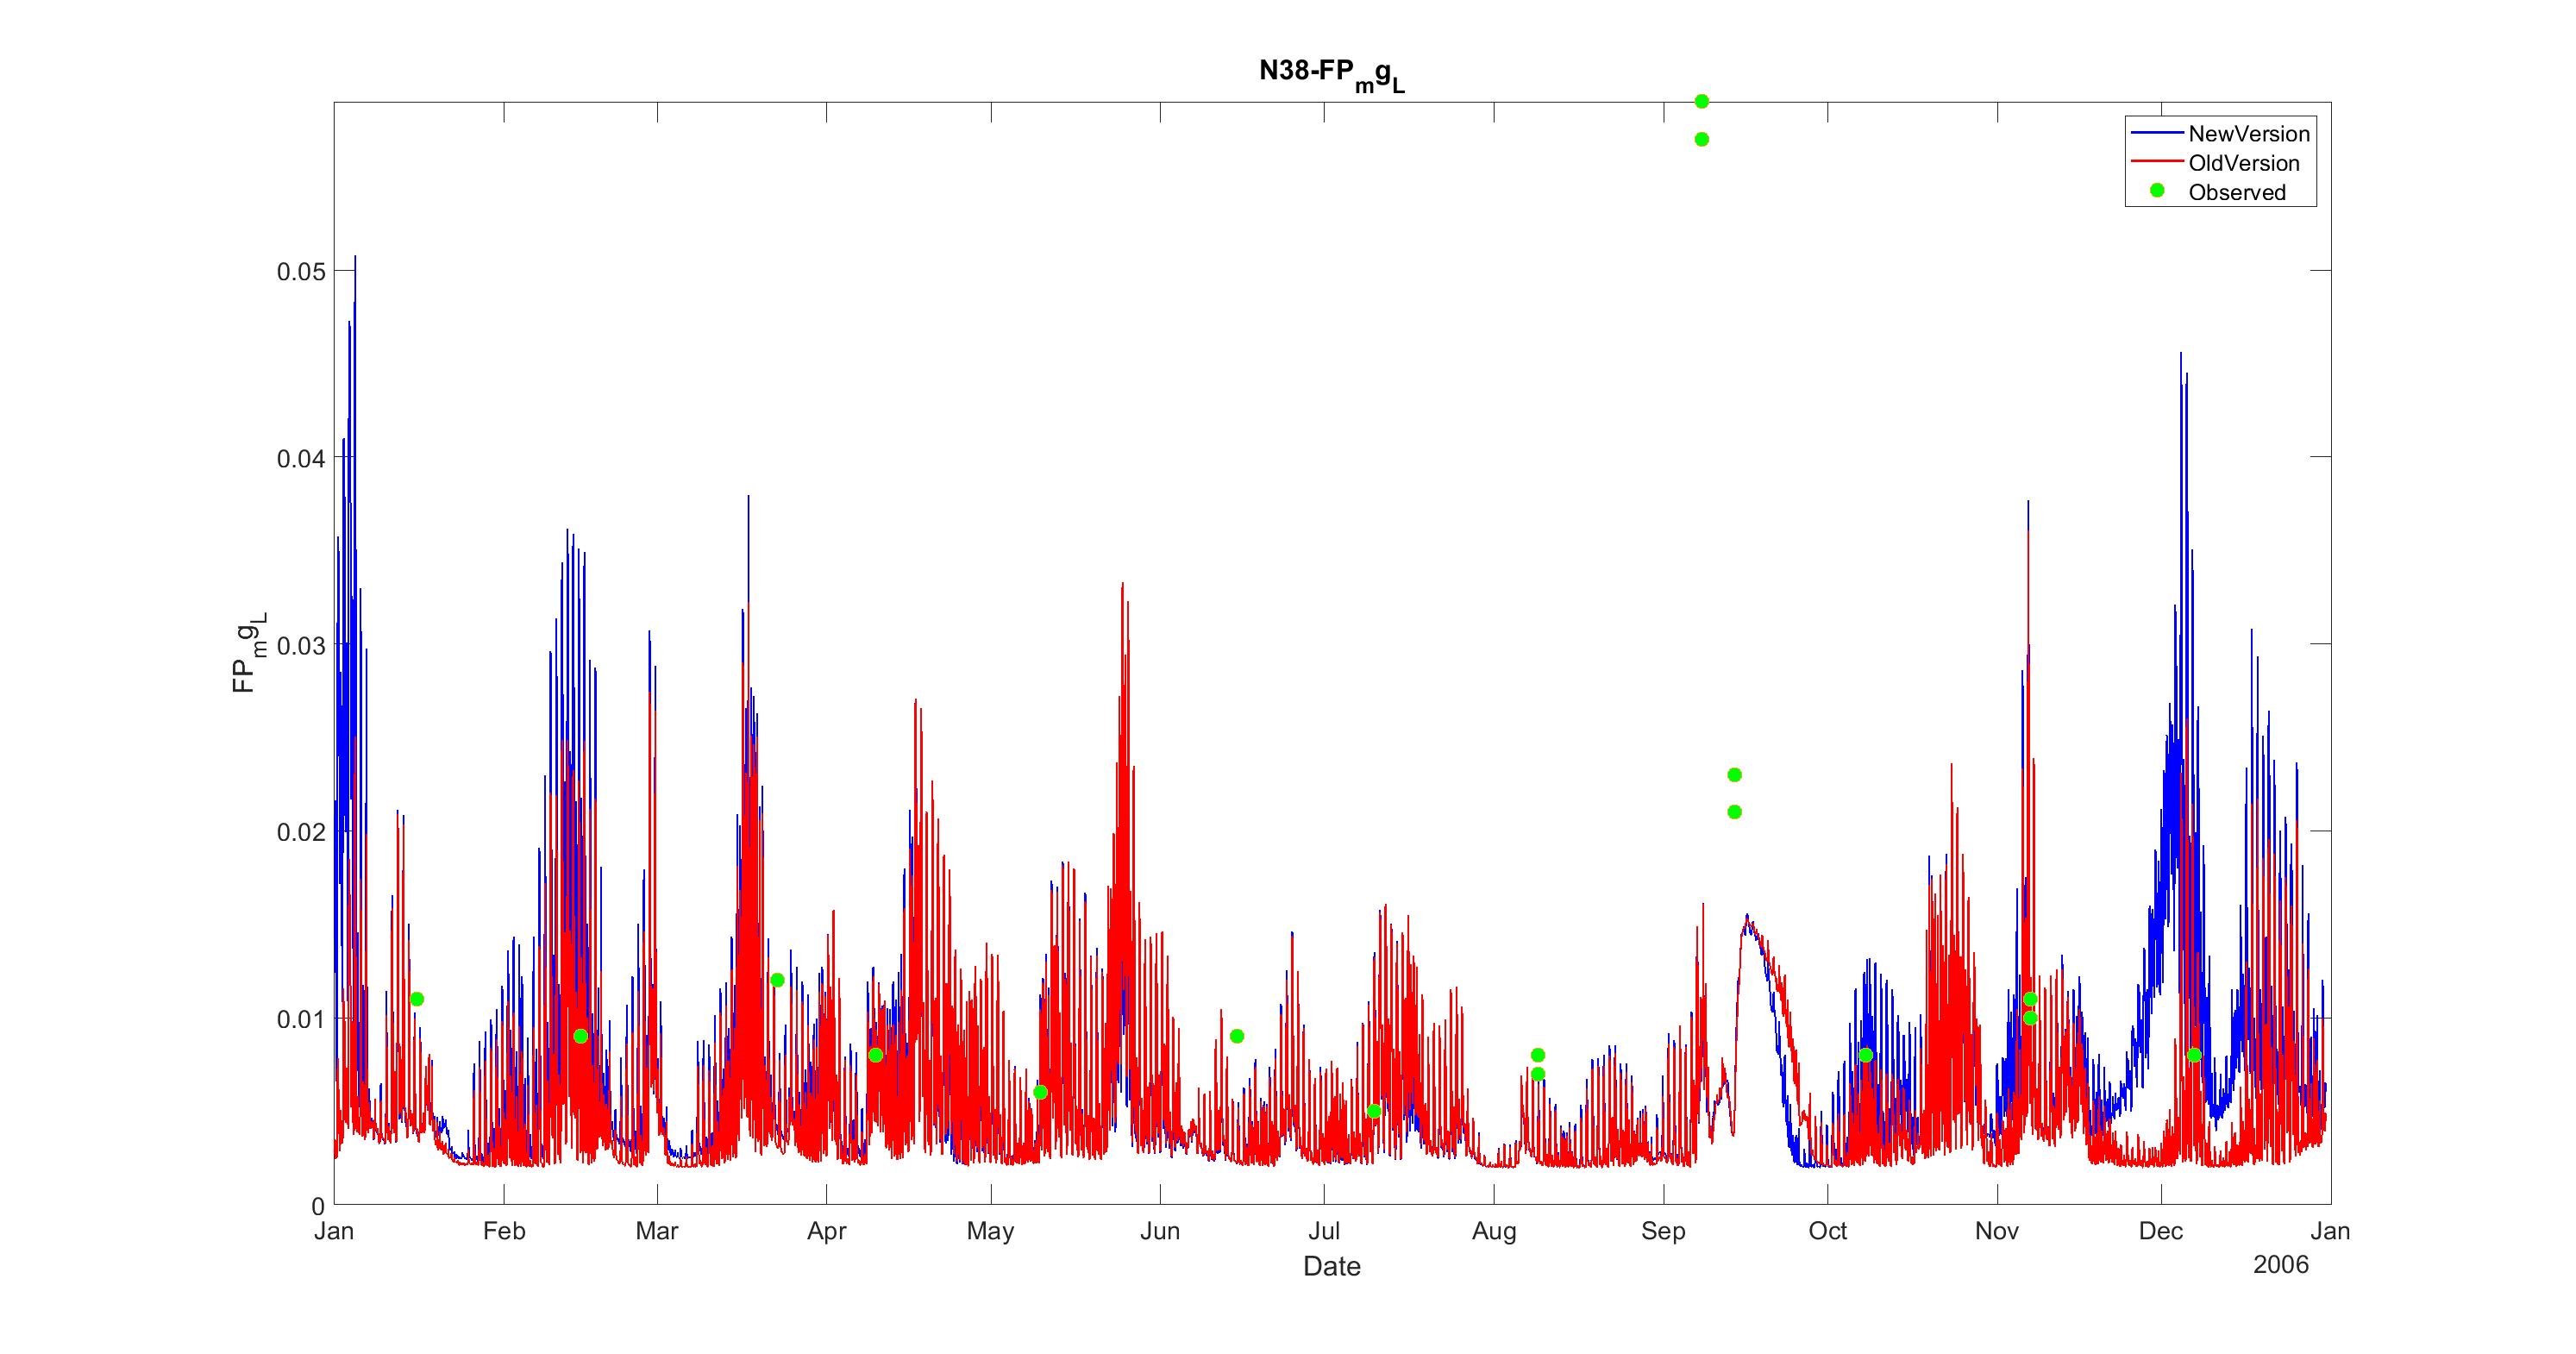 N38-FPmgL
NewVersion
OldVersion
Observed
0.05
0.04
0.03
0.02
0.01
0
FPmgL
Jan Feb Mar Apr May Jun Jul Aug Sep Oct Nov Dec Jan
Date
2006